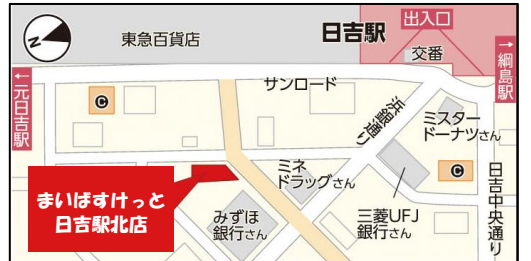 Z
東急百貨店
日吉駅
出入口
交番
→綱島駅
←元日吉駅
C
サンロード
浜銀通り
ミスター
ドーナツさん
C
日吉中央通り
ミネ
ドラッグさん
まいばすけっと
日吉駅北店
みずほ
銀行さん
三菱UFJ
銀行さん